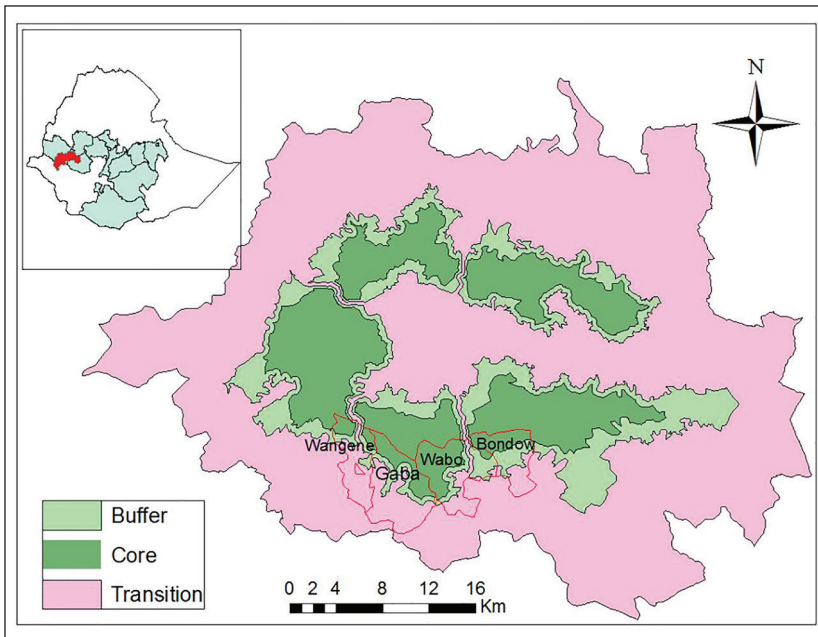 N
Wangene
Bondow
Wabo
Gaba
Buffer
Core
Transition
0 2 4 8 12 16
Km